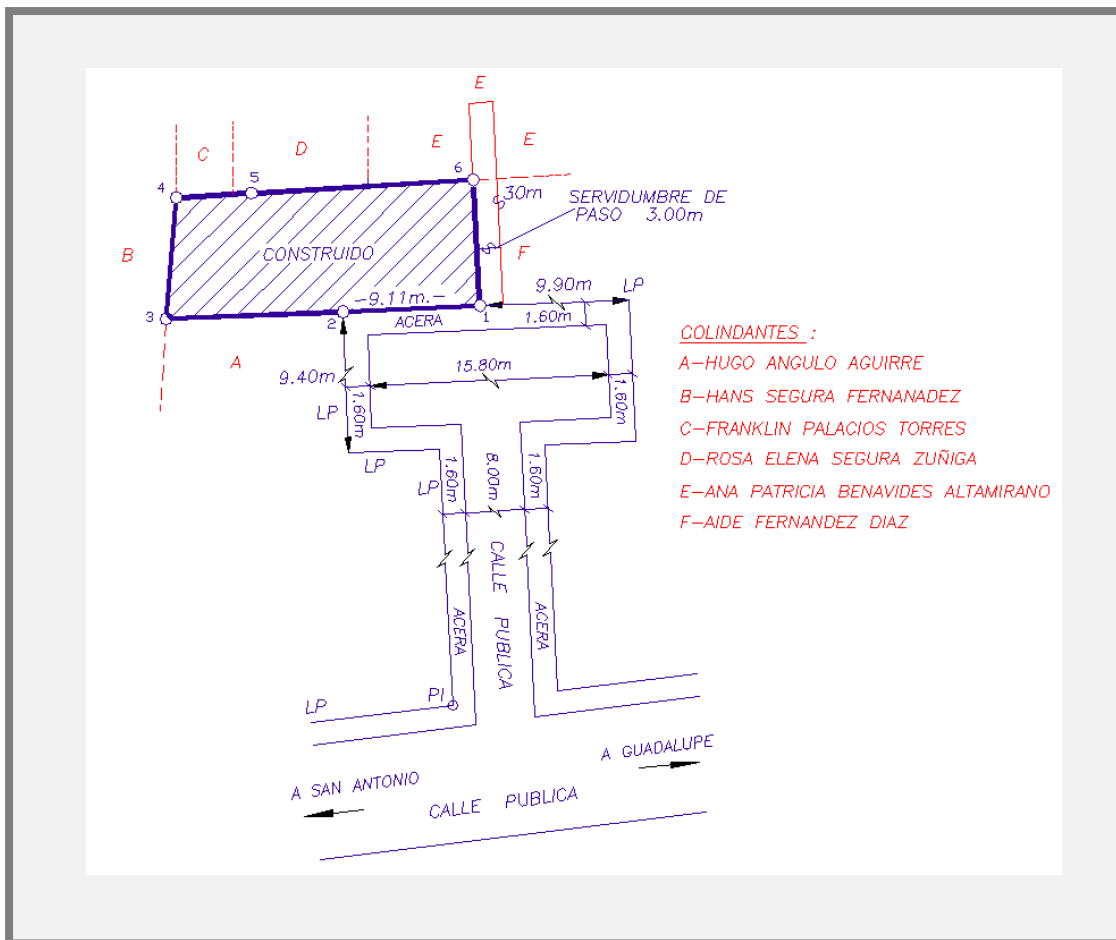 E
C
D
E
E
4
5
6
30m
SERVIDUMBRE DE
PASO 3.00m
S
S
B
CONSTRUIDO
F
9.90m
LP
-9.11m.-
3
2
1
ACERA
1.60m
A
9.40m
15.80m
1.60m
LP
1.60m
LP
LP
1.60m
8.00m
1.60m
COLINDANTES :
A-HUGO ANGULO AGUIRRE
B-HANS SEGURA FERNANADEZ
C-FRANKLIN PALACIOS TORRES
D-ROSA ELENA SEGURA ZUÑIGA
E-ANA PATRICIA BENAVIDES ALTAMIRANO
F-AIDE FERNANDEZ DIAZ
CALLE PUBLICA
ACERA
ACERA
LP
PI
A GUADALUPE
A SAN ANTONIO
CALLE PUBLICA